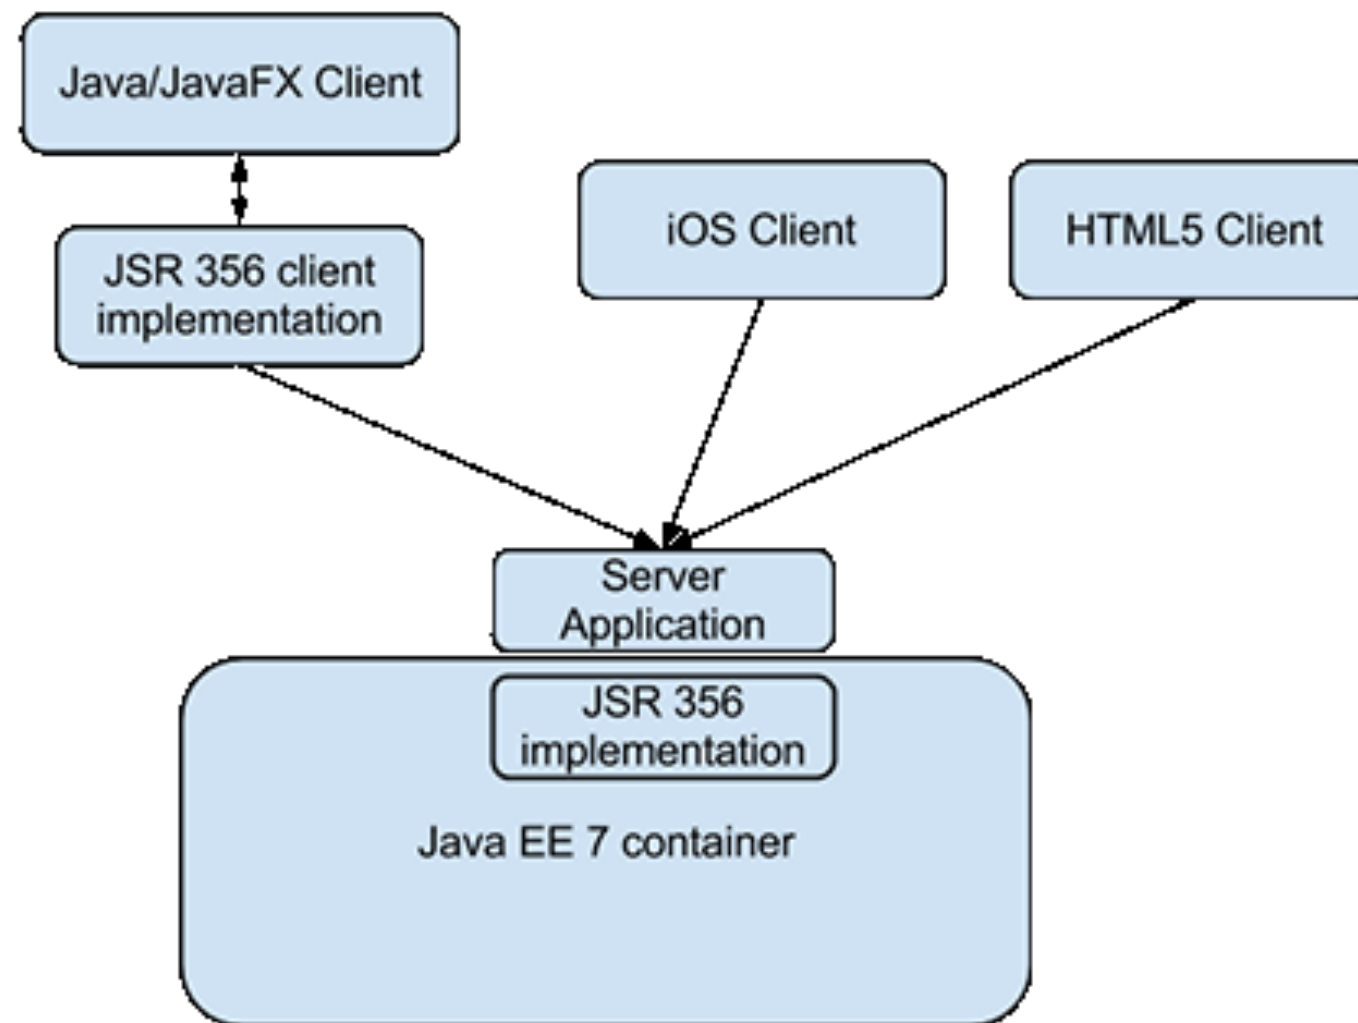 Java/JavaFX Client
JSR 356 client
implementation
iOS Client
HTML5 Client
Server
Application
JSR 356
implementation
Java EE 7 container